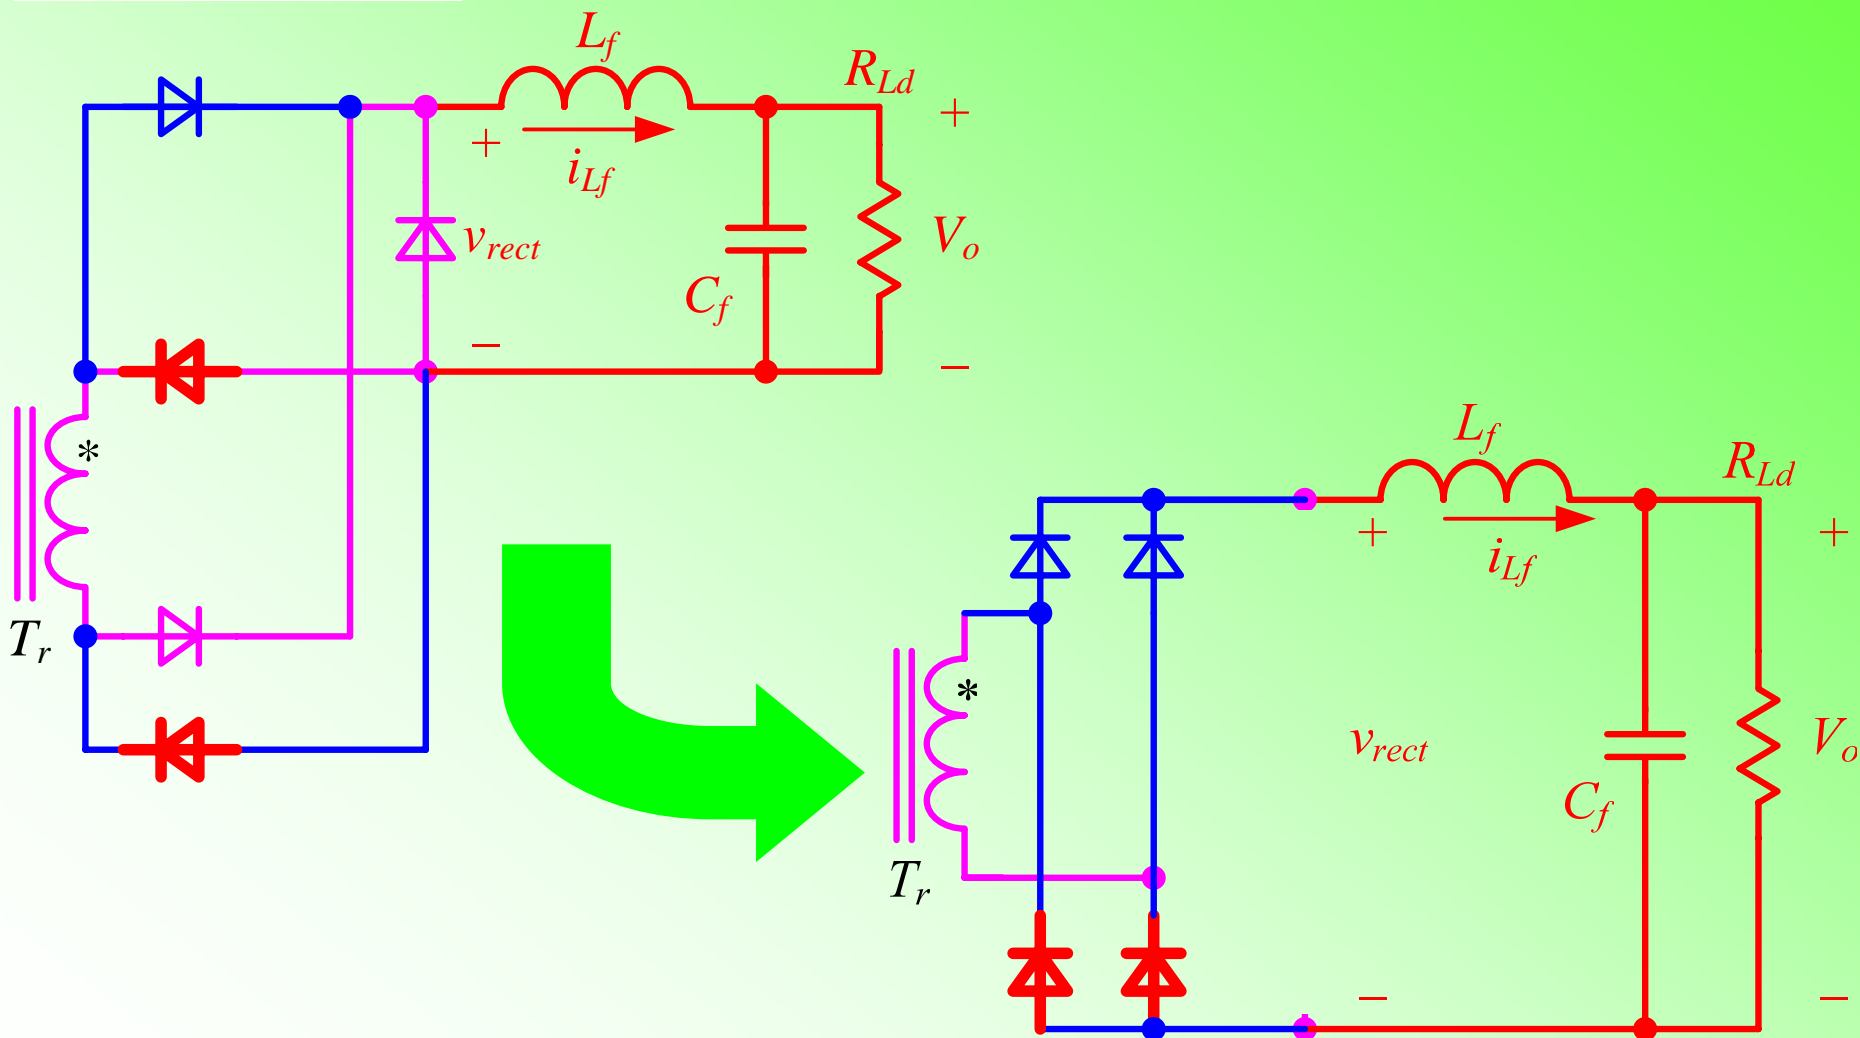 L_f
R_Ld
+
+
i_Lf
v_rect
V_o
C_f
−
−
*
T_r
L_f
R_Ld
+
+
i_Lf
*
v_rect
V_o
C_f
T_r
−
−